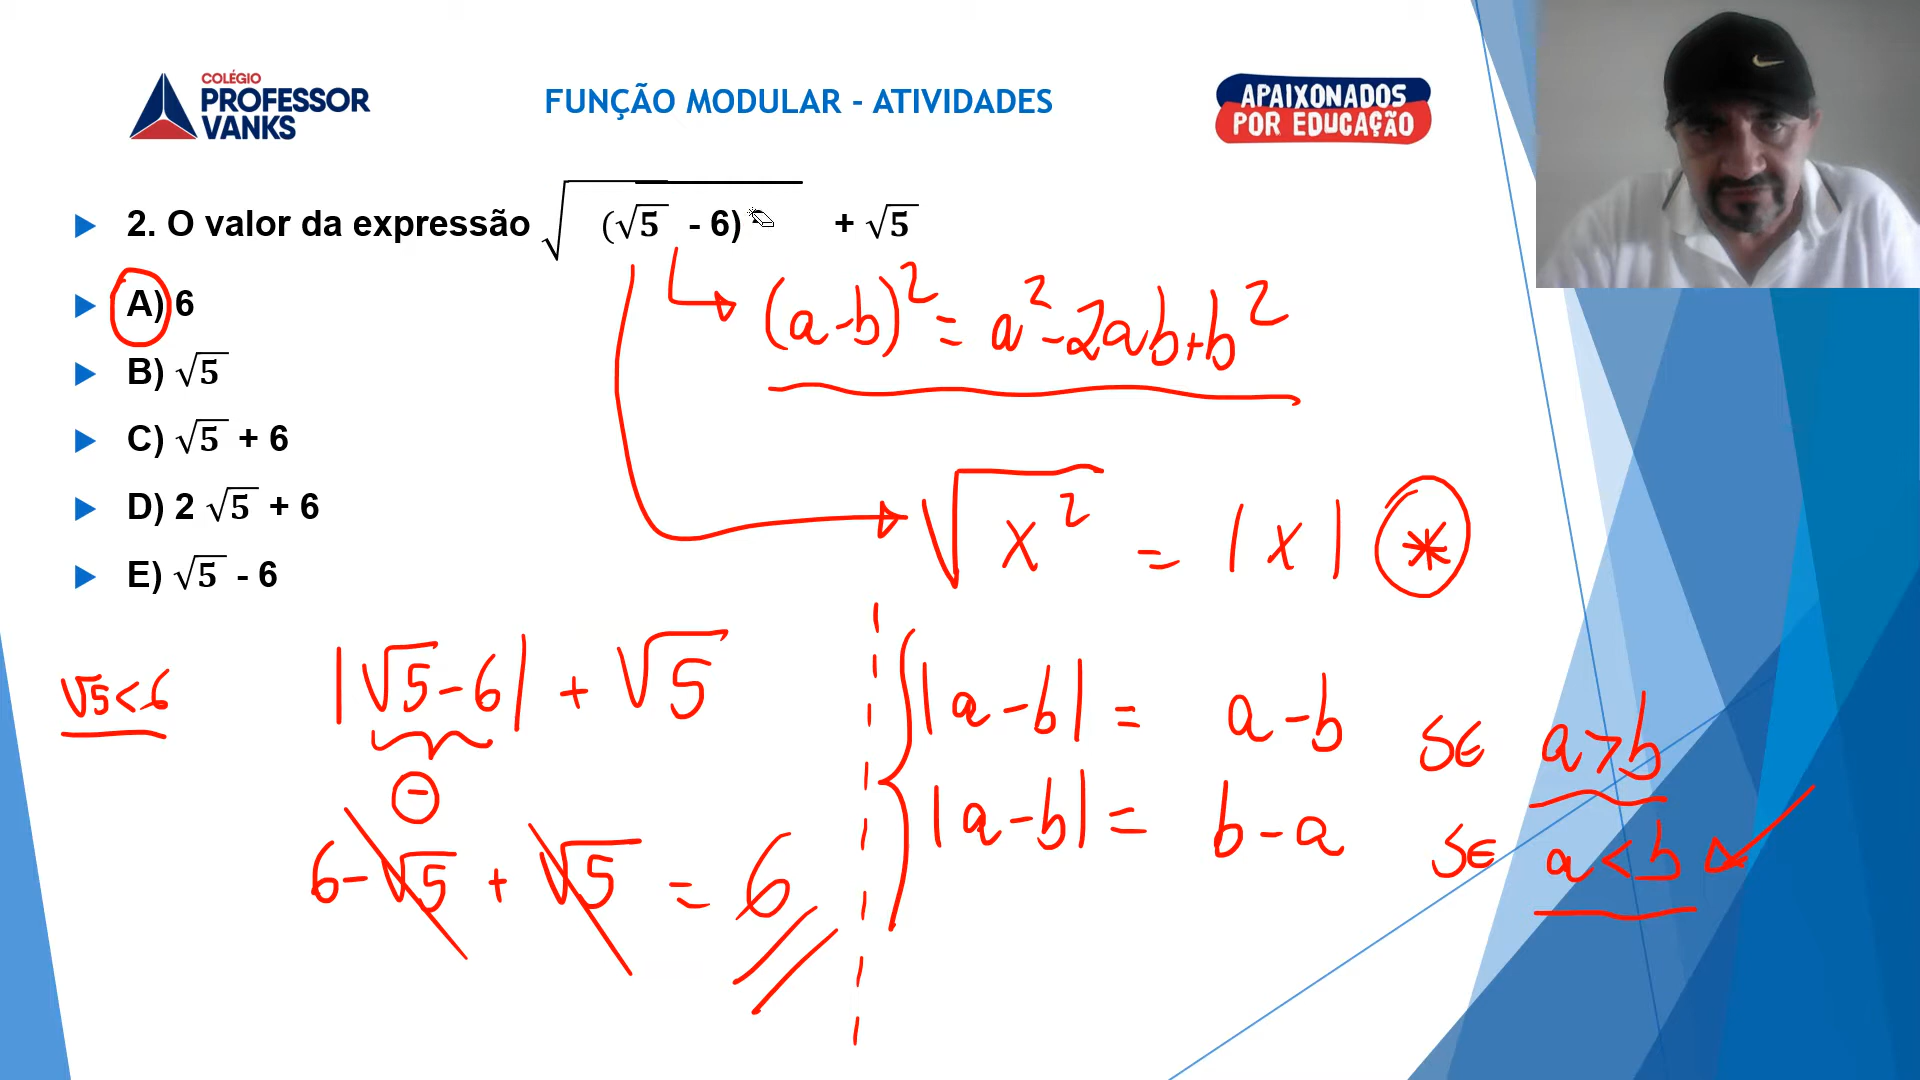 COLÉGIO
PROFESSOR
VANKS
FUNÇÃO MODULAR - ATIVIDADES
APAIXONADOS
POR EDUCAÇÃO
2. O valor da expressão √(√5 - 6) + √5
A) 6
B) √5
C) √5 + 6
D) 2 √5 + 6
E) √5 - 6
(a-b)² = a²-2ab+b²
√x² = |x| *
√5<6
|√5-6| + √5
-
6-√5 + √5 = 6
|a-b| = a-b SE a>b
|a-b| = b-a SE a<b